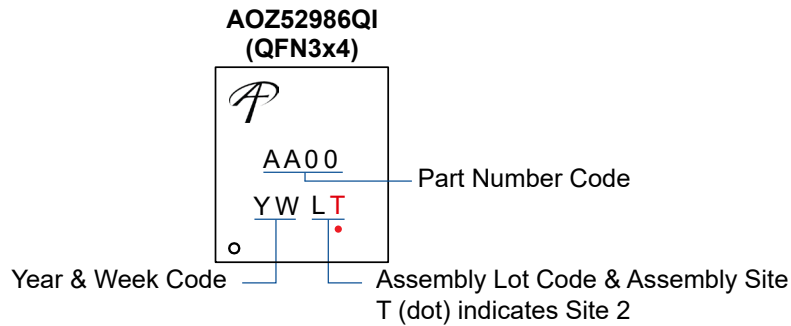 AOZ52986QI
(QFN3x4)
AA00
Part Number Code
YW LT
Year & Week Code
Assembly Lot Code & Assembly Site
T (dot) indicates Site 2